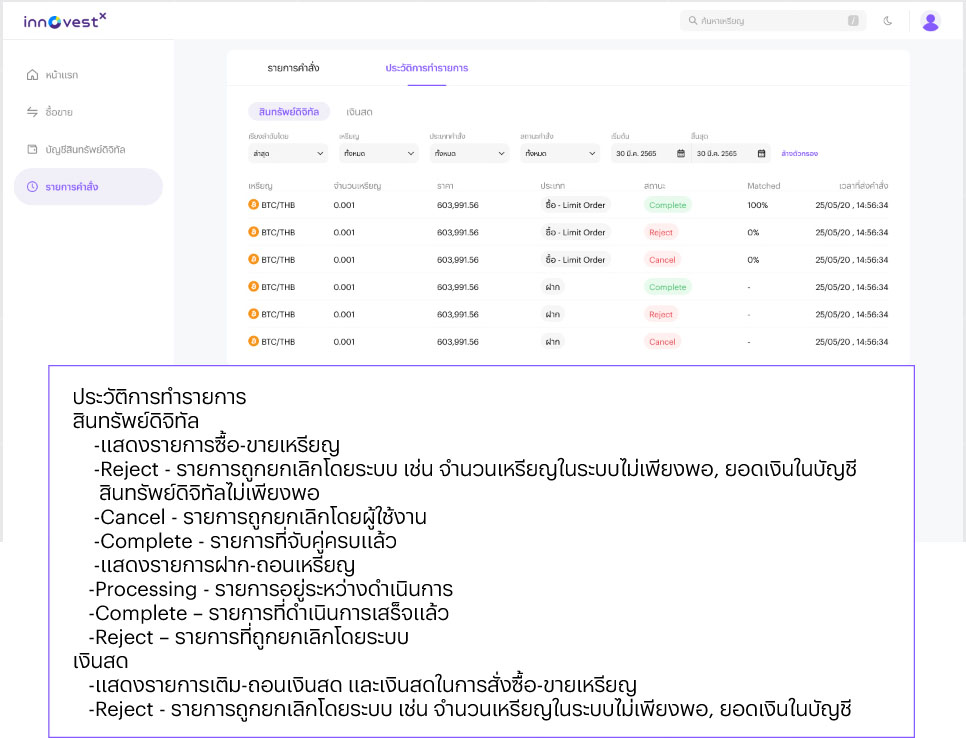 innovestx
ค้นหาเหรียญ /
หน้าแรก
ซื้อขาย
บัญชีสินทรัพย์ดิจิทัล
รายการคำสั่ง
รายการคำสั่ง ประวัติการทำรายการ
สินทรัพย์ดิจิทัล เงินสด
เรียงลำดับโดย เหรียญ ประเภทคำสั่ง สถานะคำสั่ง เริ่มต้น สิ้นสุด
ล่าสุด ทั้งหมด ทั้งหมด ทั้งหมด 30 มี.ค. 2565 30 มี.ค. 2565 ล้างตัวกรอง
เหรียญ จำนวนเหรียญ ราคา ประเภท สถานะ Matched เวลาที่ส่งคำสั่ง
BTC/THB 0.001 603,991.56 ซื้อ - Limit Order Complete 100% 25/05/20 , 14:56:34
BTC/THB 0.001 603,991.56 ซื้อ - Limit Order Reject 0% 25/05/20 , 14:56:34
BTC/THB 0.001 603,991.56 ซื้อ - Limit Order Cancel 0% 25/05/20 , 14:56:34
BTC/THB 0.001 603,991.56 ฝาก Complete - 25/05/20 , 14:56:34
BTC/THB 0.001 603,991.56 ฝาก Reject - 25/05/20 , 14:56:34
BTC/THB 0.001 603,991.56 ฝาก Cancel - 25/05/20 , 14:56:34
ประวัติการทำรายการ
สินทรัพย์ดิจิทัล
-แสดงรายการซื้อ-ขายเหรียญ
-Reject - รายการถูกยกเลิกโดยระบบ เช่น จำนวนเหรียญในระบบไม่เพียงพอ, ยอดเงินในบัญชี
สินทรัพย์ดิจิทัลไม่เพียงพอ
-Cancel - รายการถูกยกเลิกโดยผู้ใช้งาน
-Complete - รายการที่จับคู่ครบแล้ว
-แสดงรายการฝาก-ถอนเหรียญ
-Processing - รายการอยู่ระหว่างดำเนินการ
-Complete – รายการที่ดำเนินการเสร็จแล้ว
-Reject – รายการที่ถูกยกเลิกโดยระบบ
เงินสด
-แสดงรายการเติม-ถอนเงินสด และเงินสดในการสั่งซื้อ-ขายเหรียญ
-Reject - รายการถูกยกเลิกโดยระบบ เช่น จำนวนเหรียญในระบบไม่เพียงพอ, ยอดเงินในบัญชี